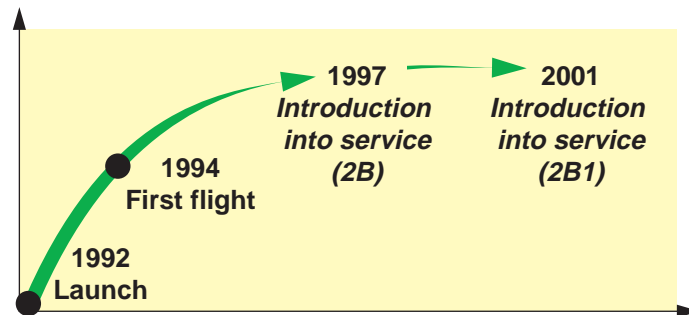 1992
Launch
1994
First flight
1997
Introduction
into service
(2B)
2001
Introduction
into service
(2B1)